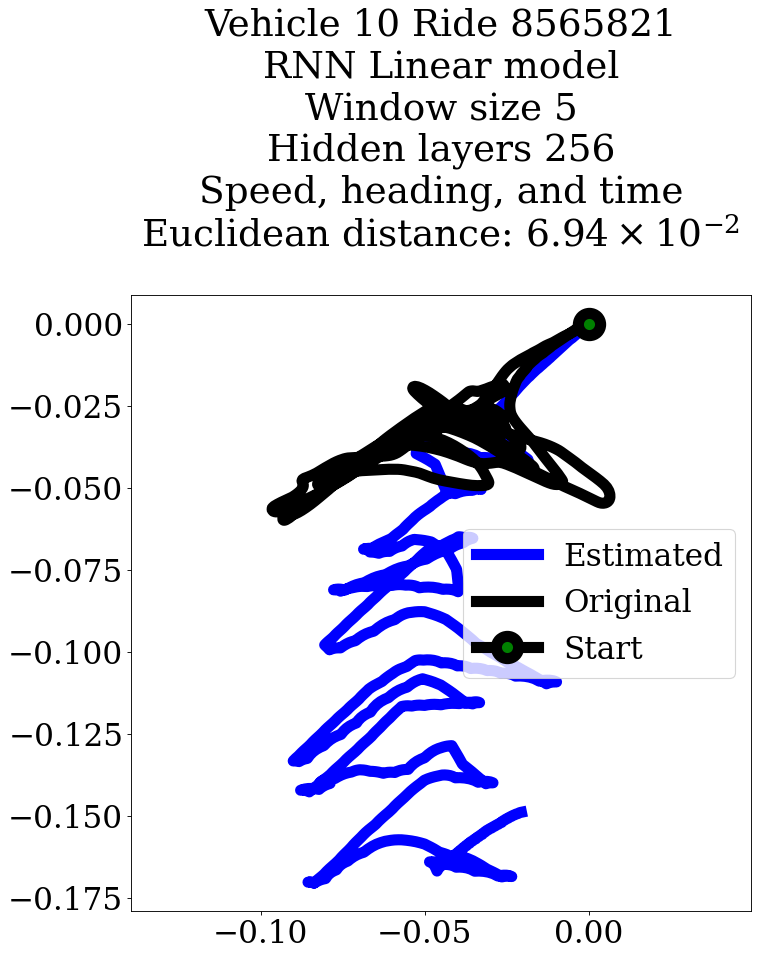 Vehicle 10 Ride 8565821
RNN Linear model
Window size 5
Hidden layers 256
Speed, heading, and time
Euclidean distance: 6.94 × 10⁻²
0.000
−0.025
−0.050
−0.075
−0.100
−0.125
−0.150
−0.175
Estimated
Original
Start
−0.10
−0.05
0.00